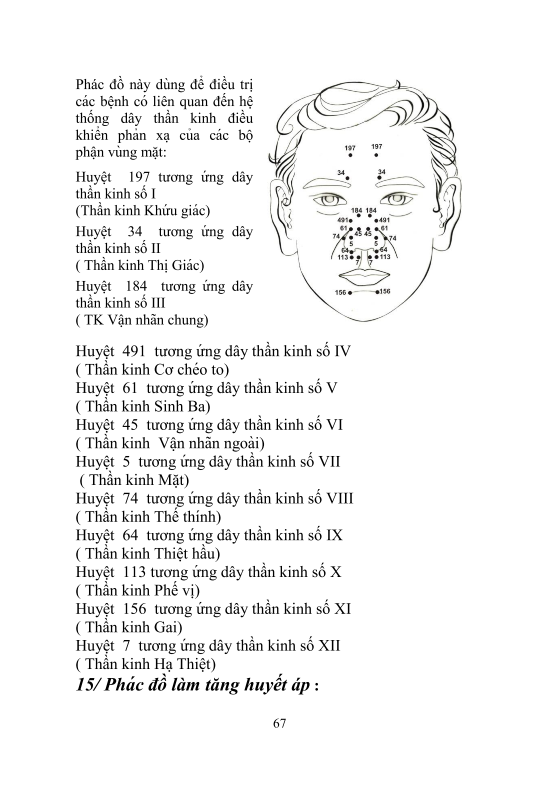 Phác đồ này dùng để điều trị
các bệnh có liên quan đến hệ
thống dây thần kinh điều
khiển phản xạ của các bộ
phận vùng mặt:
Huyệt 197 tương ứng dây
thần kinh số I
(Thần kinh Khứu giác)
Huyệt 34 tương ứng dây
thần kinh số II
( Thần kinh Thị Giác)
Huyệt 184 tương ứng dây
thần kinh số III
( TK Vận nhãn chung)
197 197
34 34
184 184
491 491
61 61
45 45
74 74
5 5
64 64
113 113
7 7
156 156
Huyệt 491 tương ứng dây thần kinh số IV
( Thần kinh Cơ chéo to)
Huyệt 61 tương ứng dây thần kinh số V
( Thần kinh Sinh Ba)
Huyệt 45 tương ứng dây thần kinh số VI
( Thần kinh Vận nhãn ngoài)
Huyệt 5 tương ứng dây thần kinh số VII
( Thần kinh Mặt)
Huyệt 74 tương ứng dây thần kinh số VIII
( Thần kinh Thế thính)
Huyệt 64 tương ứng dây thần kinh số IX
( Thần kinh Thiệt hầu)
Huyệt 113 tương ứng dây thần kinh số X
( Thần kinh Phế vị)
Huyệt 156 tương ứng dây thần kinh số XI
( Thần kinh Gai)
Huyệt 7 tương ứng dây thần kinh số XII
( Thần kinh Hạ Thiệt)
15/ Phác đồ làm tăng huyết áp :
67